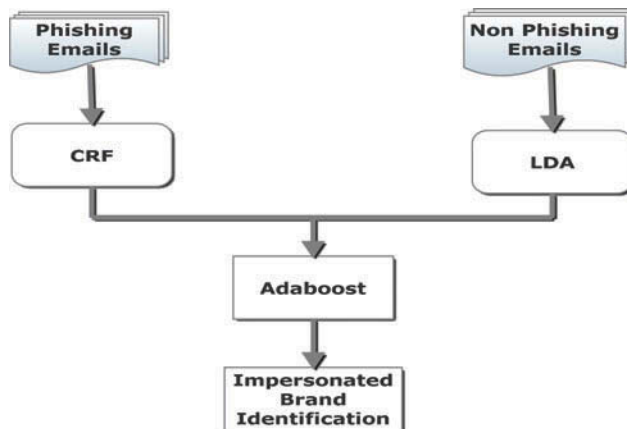 Phishing
Emails
Non Phishing
Emails
CRF
LDA
Adaboost
Impersonated
Brand
Identification